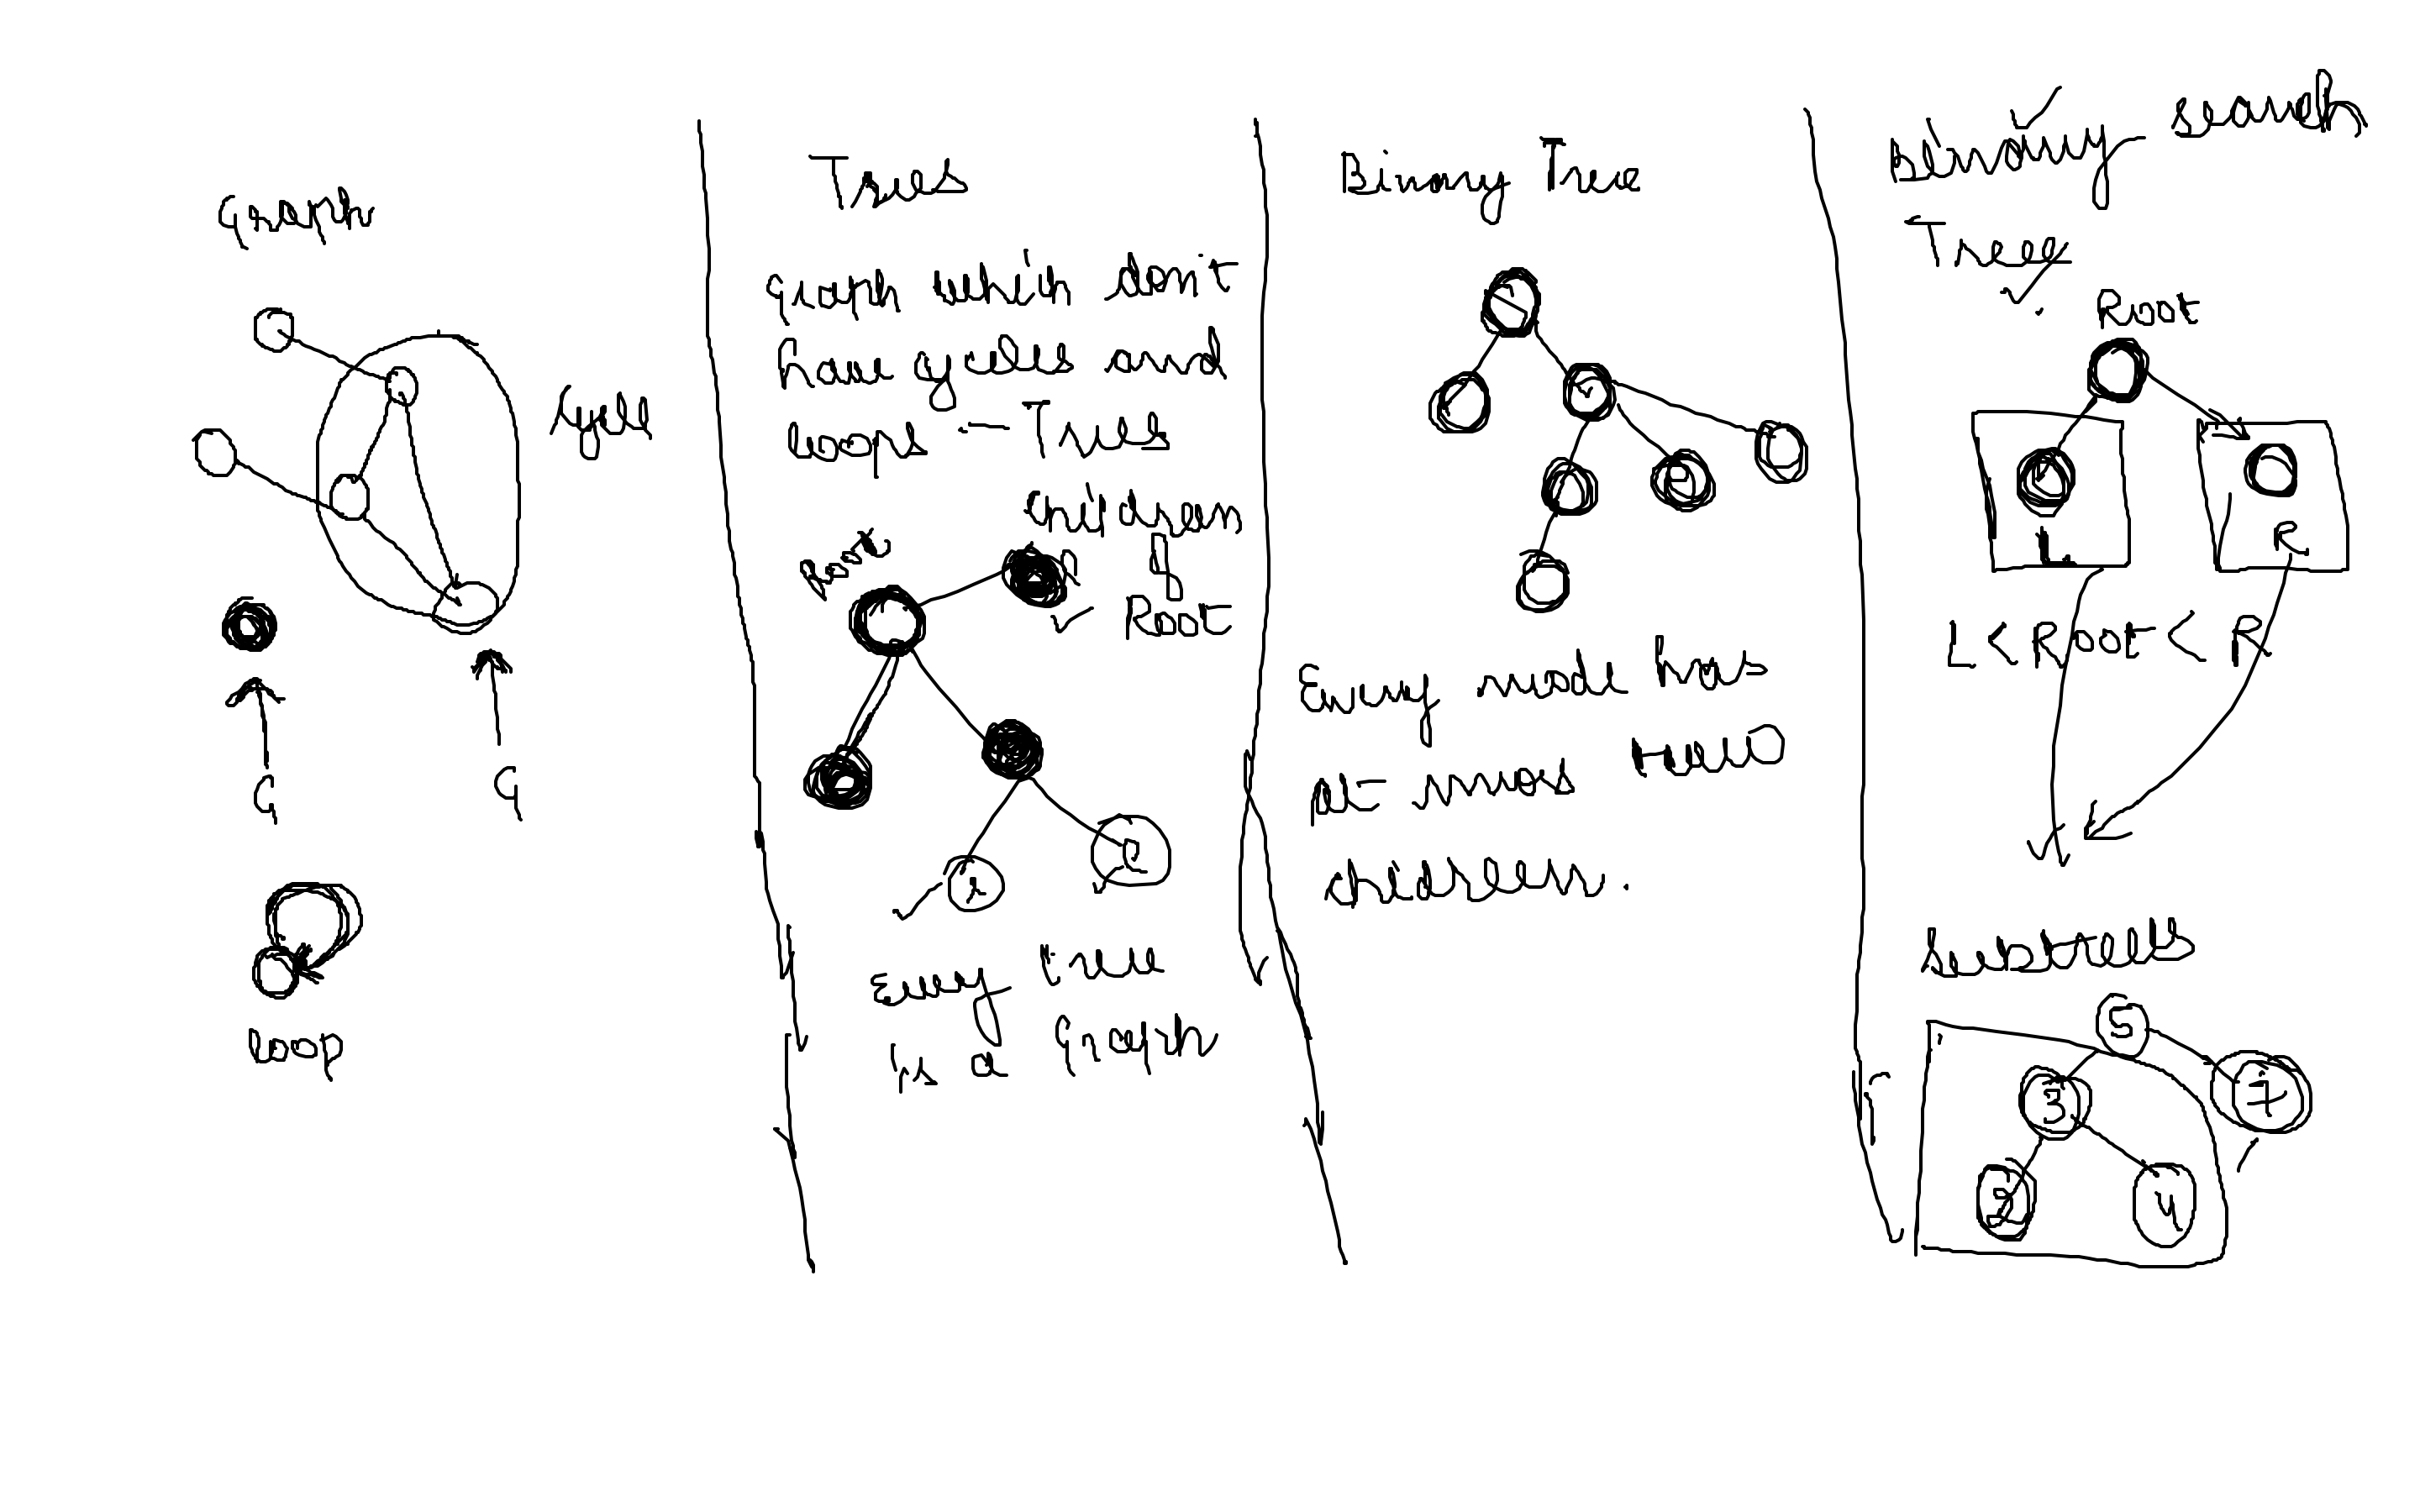 Graph
cycle
G
G
loop
Trees
graph which don't
have cycles and
loops - Trees
children
of
Root
Root
1
2
Every tree
is a Graph
Binary Tree
Every node has
at most two
children.
Binary search
Tree
Root
L
R
L < Root < R
subtrees
5
3
7
2
4